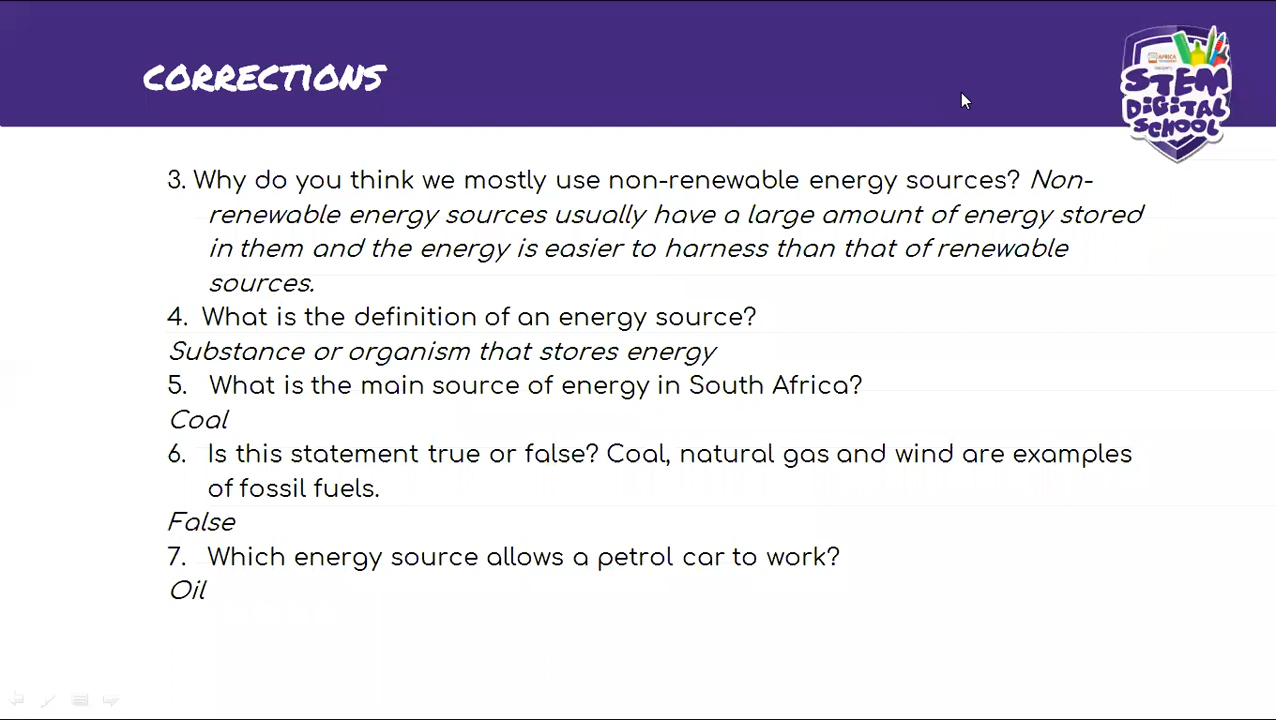 CORRECTIONS
AFRICA
STEM
DIGITAL
SCHOOL
3. Why do you think we mostly use non-renewable energy sources? Non-
renewable energy sources usually have a large amount of energy stored
in them and the energy is easier to harness than that of renewable
sources.
4. What is the definition of an energy source?
Substance or organism that stores energy
5. What is the main source of energy in South Africa?
Coal
6. Is this statement true or false? Coal, natural gas and wind are examples
of fossil fuels.
False
7. Which energy source allows a petrol car to work?
Oil